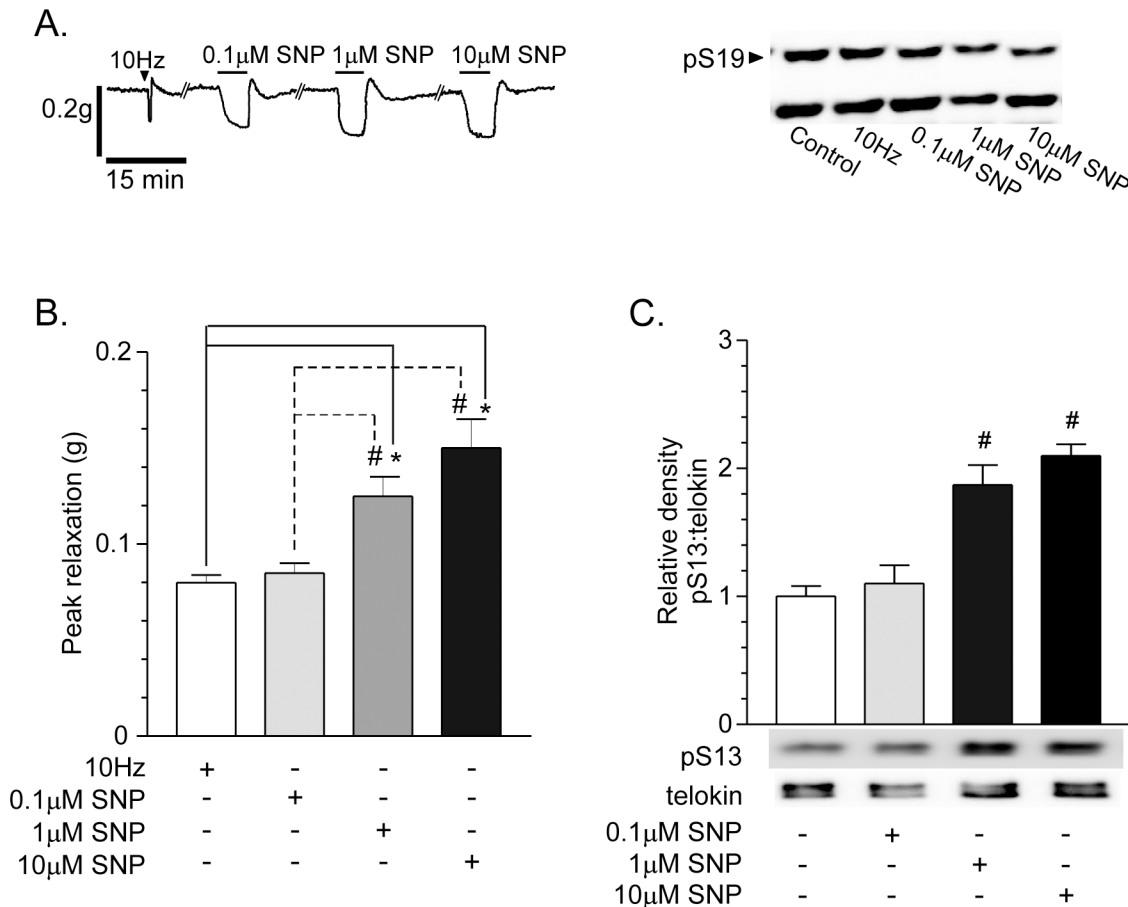 A.
10Hz
0.1μM SNP
1μM SNP
10μM SNP
0.2g
15 min
pS19
Control
10Hz
0.1μM SNP
1μM SNP
10μM SNP
B.
Peak relaxation (g)
0.2
0.1
0
#
*
#
*
10Hz + - - -
0.1μM SNP - + - -
1μM SNP - - + -
10μM SNP - - - +
C.
Relative density
pS13:telokin
3
2
1
0
#
#
pS13
telokin
0.1μM SNP - + - -
1μM SNP - - + -
10μM SNP - - - +